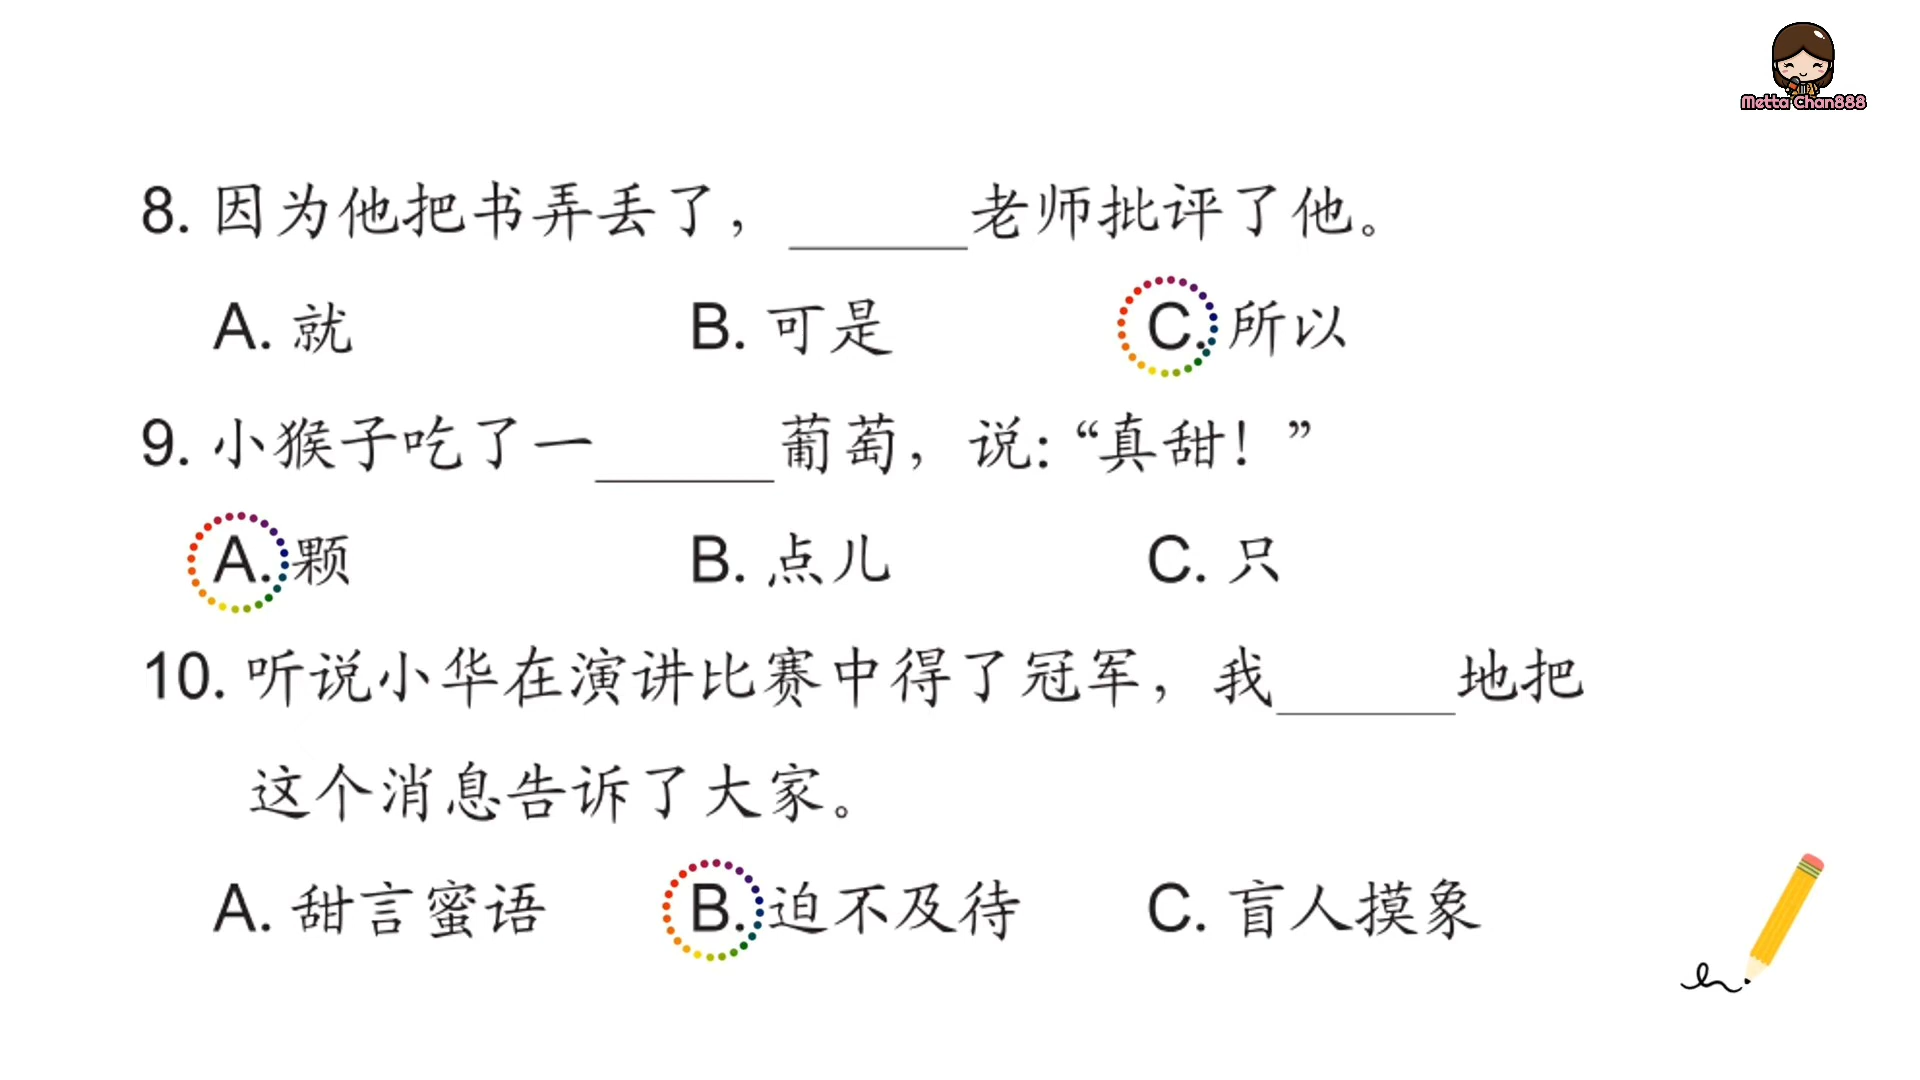 Metta Chan888
8. 因为他把书弄丢了，______老师批评了他。
A. 就 B. 可是 C. 所以
9. 小猴子吃了一______葡萄，说：“真甜！”
A. 颗 B. 点儿 C. 只
10. 听说小华在演讲比赛中得了冠军，我______地把
这个消息告诉了大家。
A. 甜言蜜语 B. 迫不及待 C. 盲人摸象